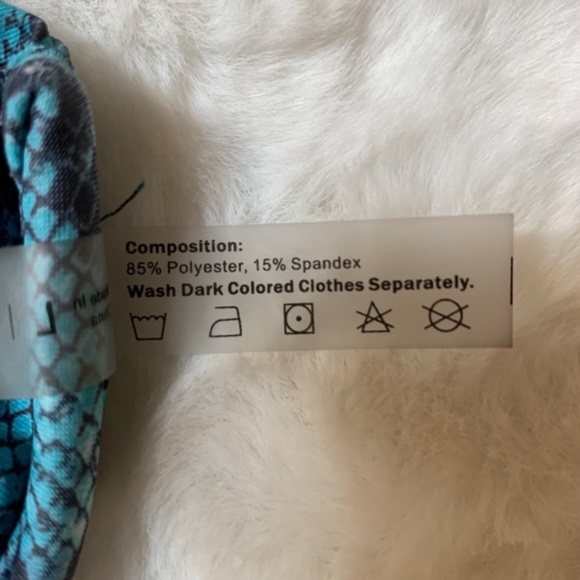 Composition:
85% Polyester, 15% Spandex
Wash Dark Colored Clothes Separately.
L